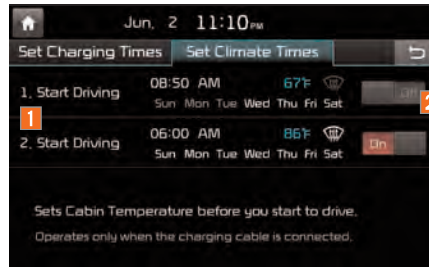 Jun. 2 11:10 PM
Set Charging Times Set Climate Times
08:50 AM 67°F
1. Start Driving Off
Sun Mon Tue Wed Thu Fri Sat
1 2
06:00 AM 86°F
2. Start Driving On
Sun Mon Tue Wed Thu Fri Sat
Sets Cabin Temperature before you start to drive.
Operates only when the charging cable is connected.